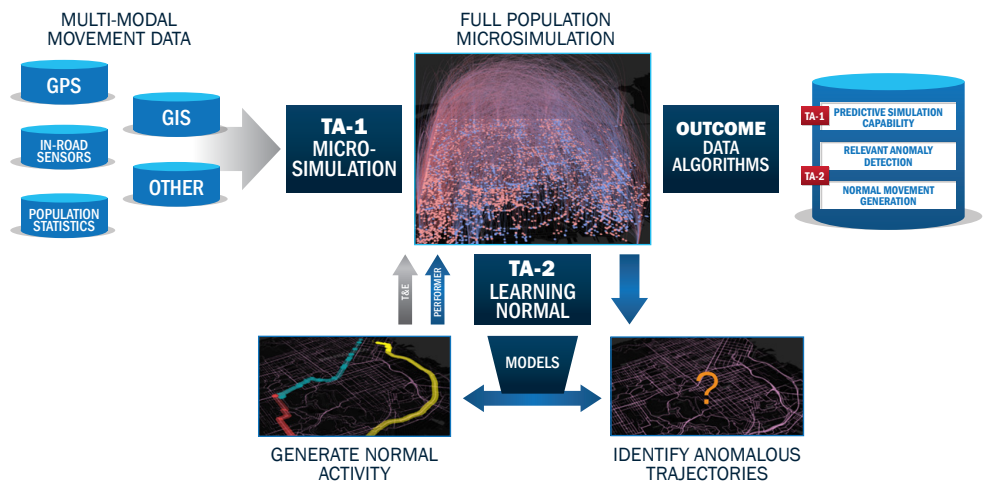 MULTI-MODAL
MOVEMENT DATA
GPS
GIS
IN-ROAD
SENSORS
OTHER
POPULATION
STATISTICS
TA-1
MICRO-
SIMULATION
FULL POPULATION
MICROSIMULATION
OUTCOME
DATA
ALGORITHMS
TA-1
PREDICTIVE SIMULATION
CAPABILITY
RELEVANT ANOMALY
DETECTION
TA-2
NORMAL MOVEMENT
GENERATION
T&E
PERFORMER
TA-2
LEARNING
NORMAL
MODELS
?
GENERATE NORMAL
ACTIVITY
IDENTIFY ANOMALOUS
TRAJECTORIES